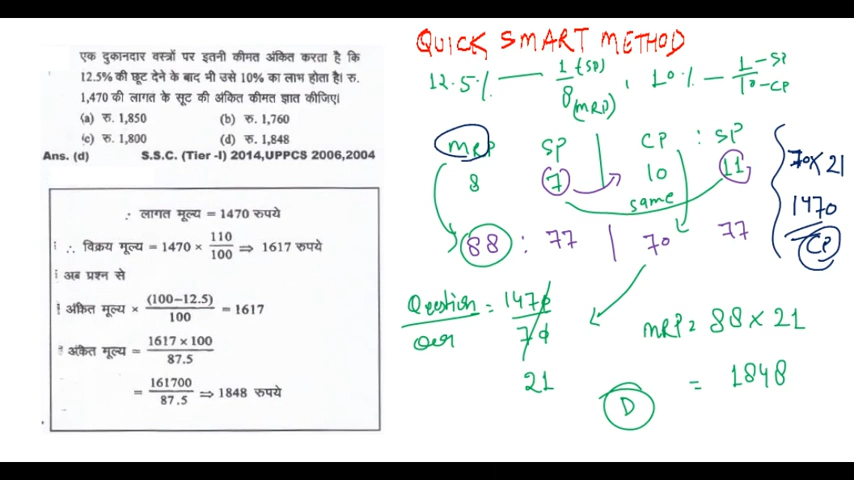 एक दुकानदार वस्त्रों पर इतनी कीमत अंकित करता है कि
12.5% की छूट देने के बाद भी उसे 10% का लाभ होता है। रु.
1,470 की लागत के सूट की अंकित कीमत ज्ञात कीजिए।
(a) रु. 1,850 (b) रु. 1,760
(c) रु. 1,800 (d) रु. 1,848
Ans. (d) S.S.C. (Tier -I) 2014,UPPCS 2006,2004
∵ लागत मूल्य = 1470 रुपये
∴ विक्रय मूल्य = 1470 × 110/100 ⇒ 1617 रुपये
अब प्रश्न से
अंकित मूल्य × (100−12.5)/100 = 1617
अंकित मूल्य = 1617 × 100/87.5
= 161700/87.5 ⇒ 1848 रुपये
QUICK SMART METHOD
12.5% — 1 (SP)/8 (MRP), 10% — 1-SP/10-CP
MRP SP CP : SP
8 7 10 11
same
88 : 77 | 70 77
70 × 21
1470
CP
Question/our = 1470/70
21
MRP = 88 × 21
= 1848
D